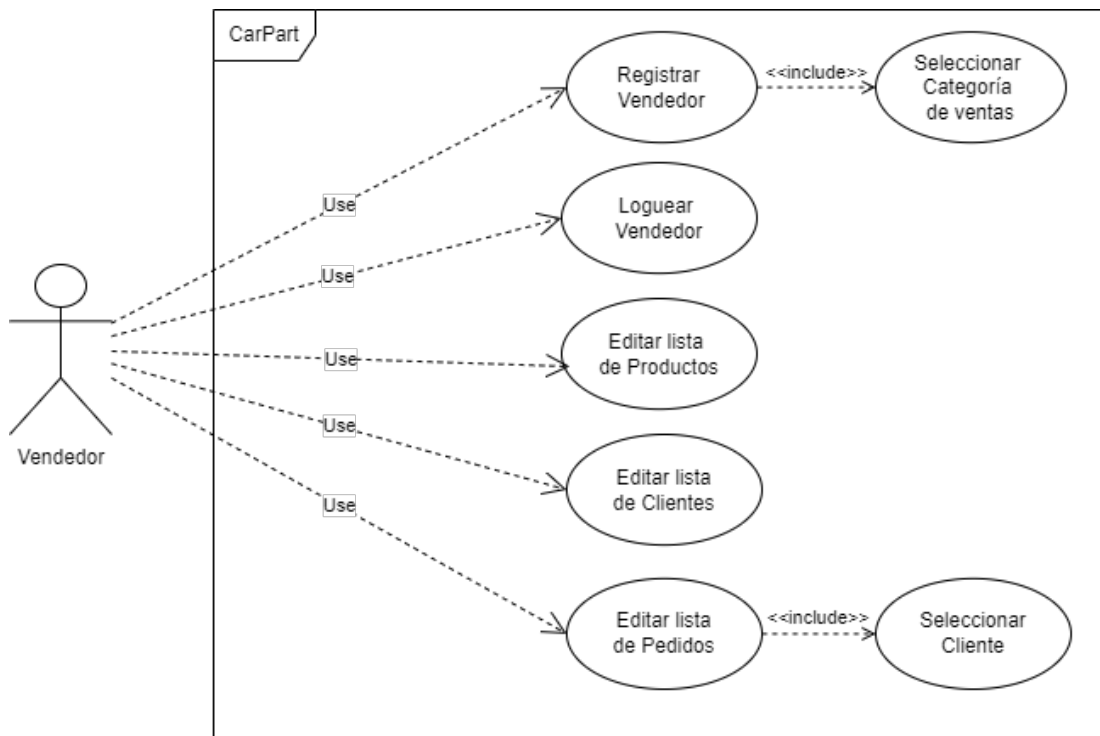 CarPart
Registrar
Vendedor
<<include>>
Seleccionar
Categoría
de ventas
Use
Loguear
Vendedor
Use
Editar lista
de Productos
Use
Vendedor
Editar lista
de Clientes
Use
Editar lista
de Pedidos
Use
<<include>>
Seleccionar
Cliente